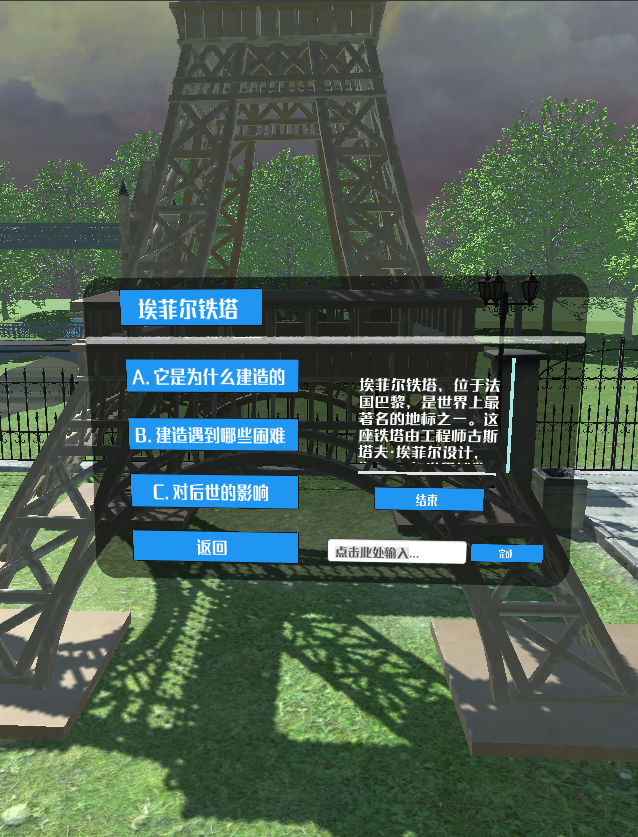 埃菲尔铁塔
A. 它是为什么建造的
B. 建造遇到哪些困难
C. 对后世的影响
返回
埃菲尔铁塔，位于法
国巴黎，是世界上最
著名的地标之一。这
座铁塔由工程师古斯
塔夫·埃菲尔设计，
结束
点击此处输入...
完成